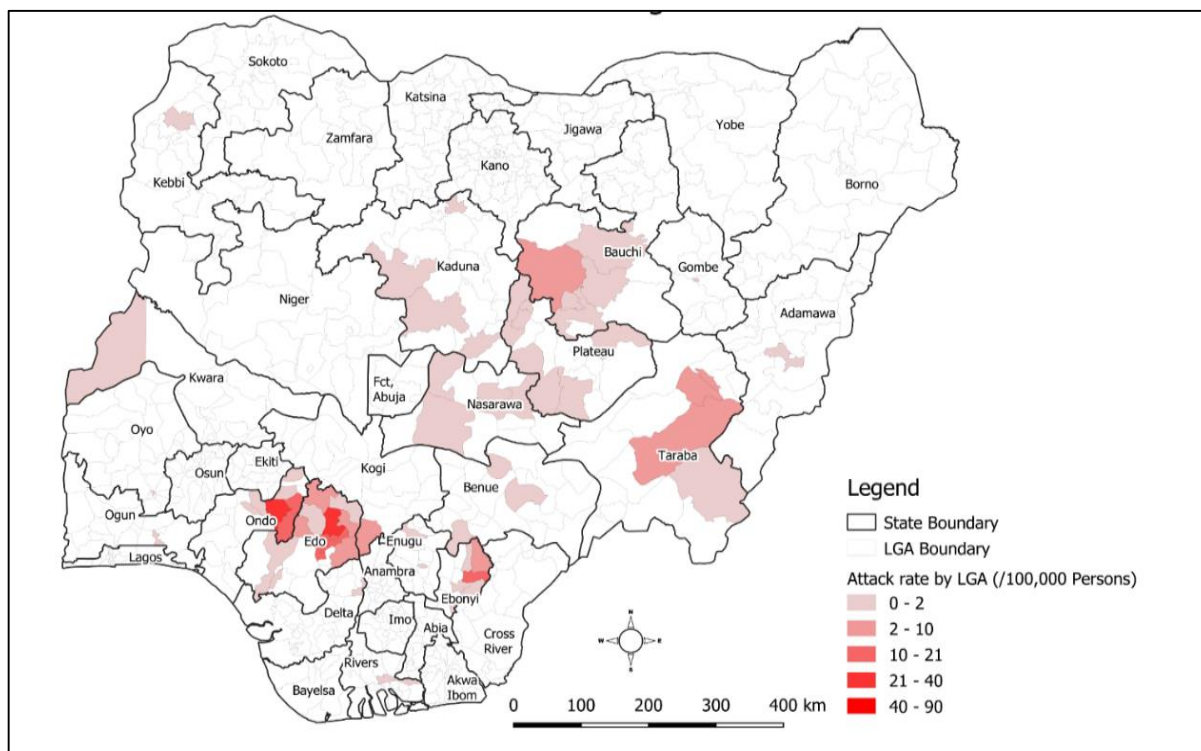 Sokoto
Katsina
Jigawa
Yobe
Zamfara
Kano
Borno
Kebbi
Bauchi
Kaduna
Gombe
Niger
Adamawa
Plateau
Kwara
Fct,
Abuja
Nasarawa
Oyo
Taraba
Ekiti
Kogi
Osun
Benue
Ogun
Ondo
Edo
Enugu
Lagos
Anambra
Ebonyi
Delta
Imo
Abia
Cross
River
Rivers
Bayelsa
Akwa
Ibom
N
W
E
S
0 100 200 300 400 km
Legend
State Boundary
LGA Boundary
Attack rate by LGA (/100,000 Persons)
0 - 2
2 - 10
10 - 21
21 - 40
40 - 90